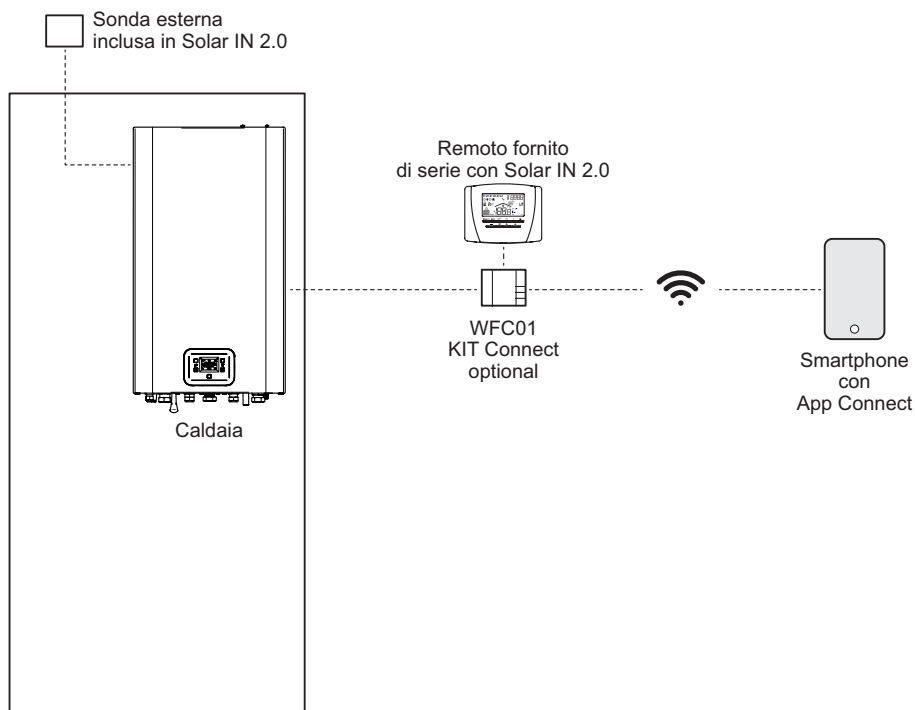 Sonda esterna
inclusa in Solar IN 2.0
Remoto fornito
di serie con Solar IN 2.0
WFC01
KIT Connect
optional
Smartphone
con
App Connect
Caldaia